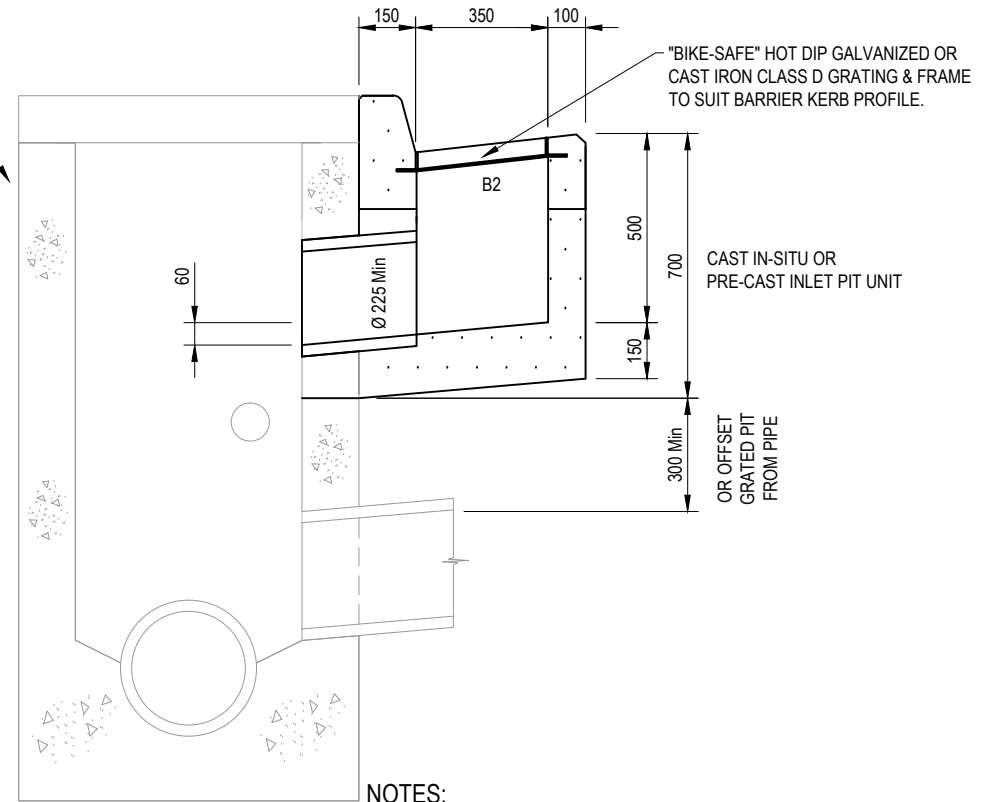 150
350
100
"BIKE-SAFE" HOT DIP GALVANIZED OR
CAST IRON CLASS D GRATING & FRAME
TO SUIT BARRIER KERB PROFILE.
B2
500
700
CAST IN-SITU OR
PRE-CAST INLET PIT UNIT
60
Ø 225 Min
150
300 Min
OR OFFSET
GRATED PIT
FROM PIPE
NOTES: